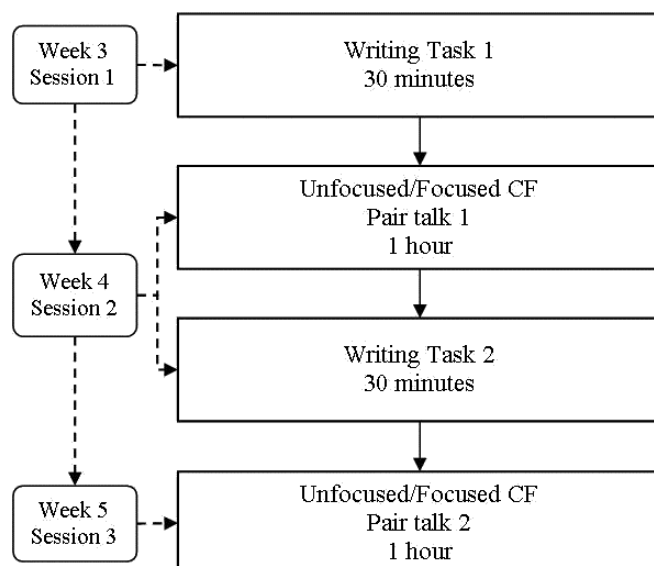 Week 3
Session 1
Writing Task 1
30 minutes
Unfocused/Focused CF
Pair talk 1
1 hour
Week 4
Session 2
Writing Task 2
30 minutes
Week 5
Session 3
Unfocused/Focused CF
Pair talk 2
1 hour